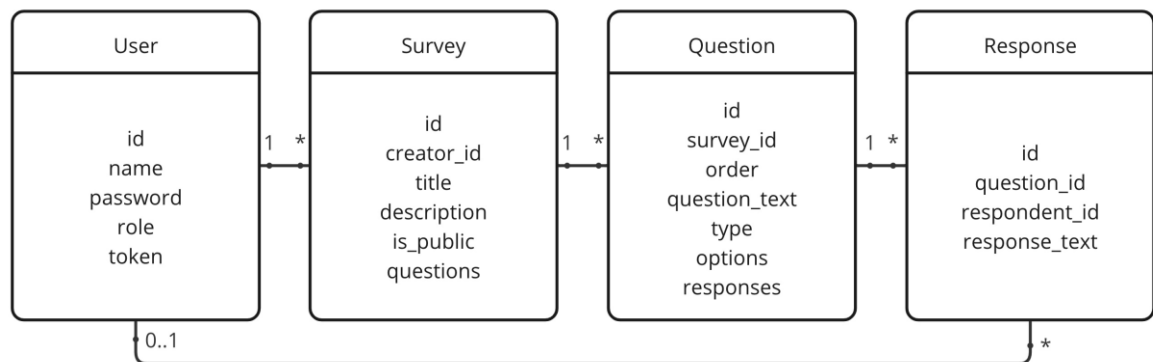 User
id
name
password
role
token
1 *
Survey
id
creator_id
title
description
is_public
questions
1 *
Question
id
survey_id
order
question_text
type
options
responses
1 *
Response
id
question_id
respondent_id
response_text
0..1
*